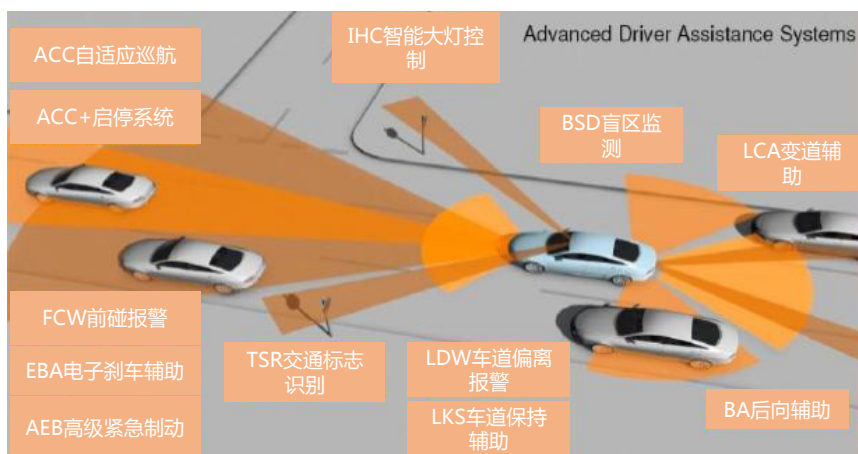 ACC自适应巡航
ACC+启停系统
IHC智能大灯控
制
Advanced Driver Assistance Systems
BSD盲区监
测
LCA变道辅
助
FCW前碰报警
EBA电子刹车辅助
AEB高级紧急制动
TSR交通标志
识别
LDW车道偏离
报警
LKS车道保持
辅助
BA后向辅助